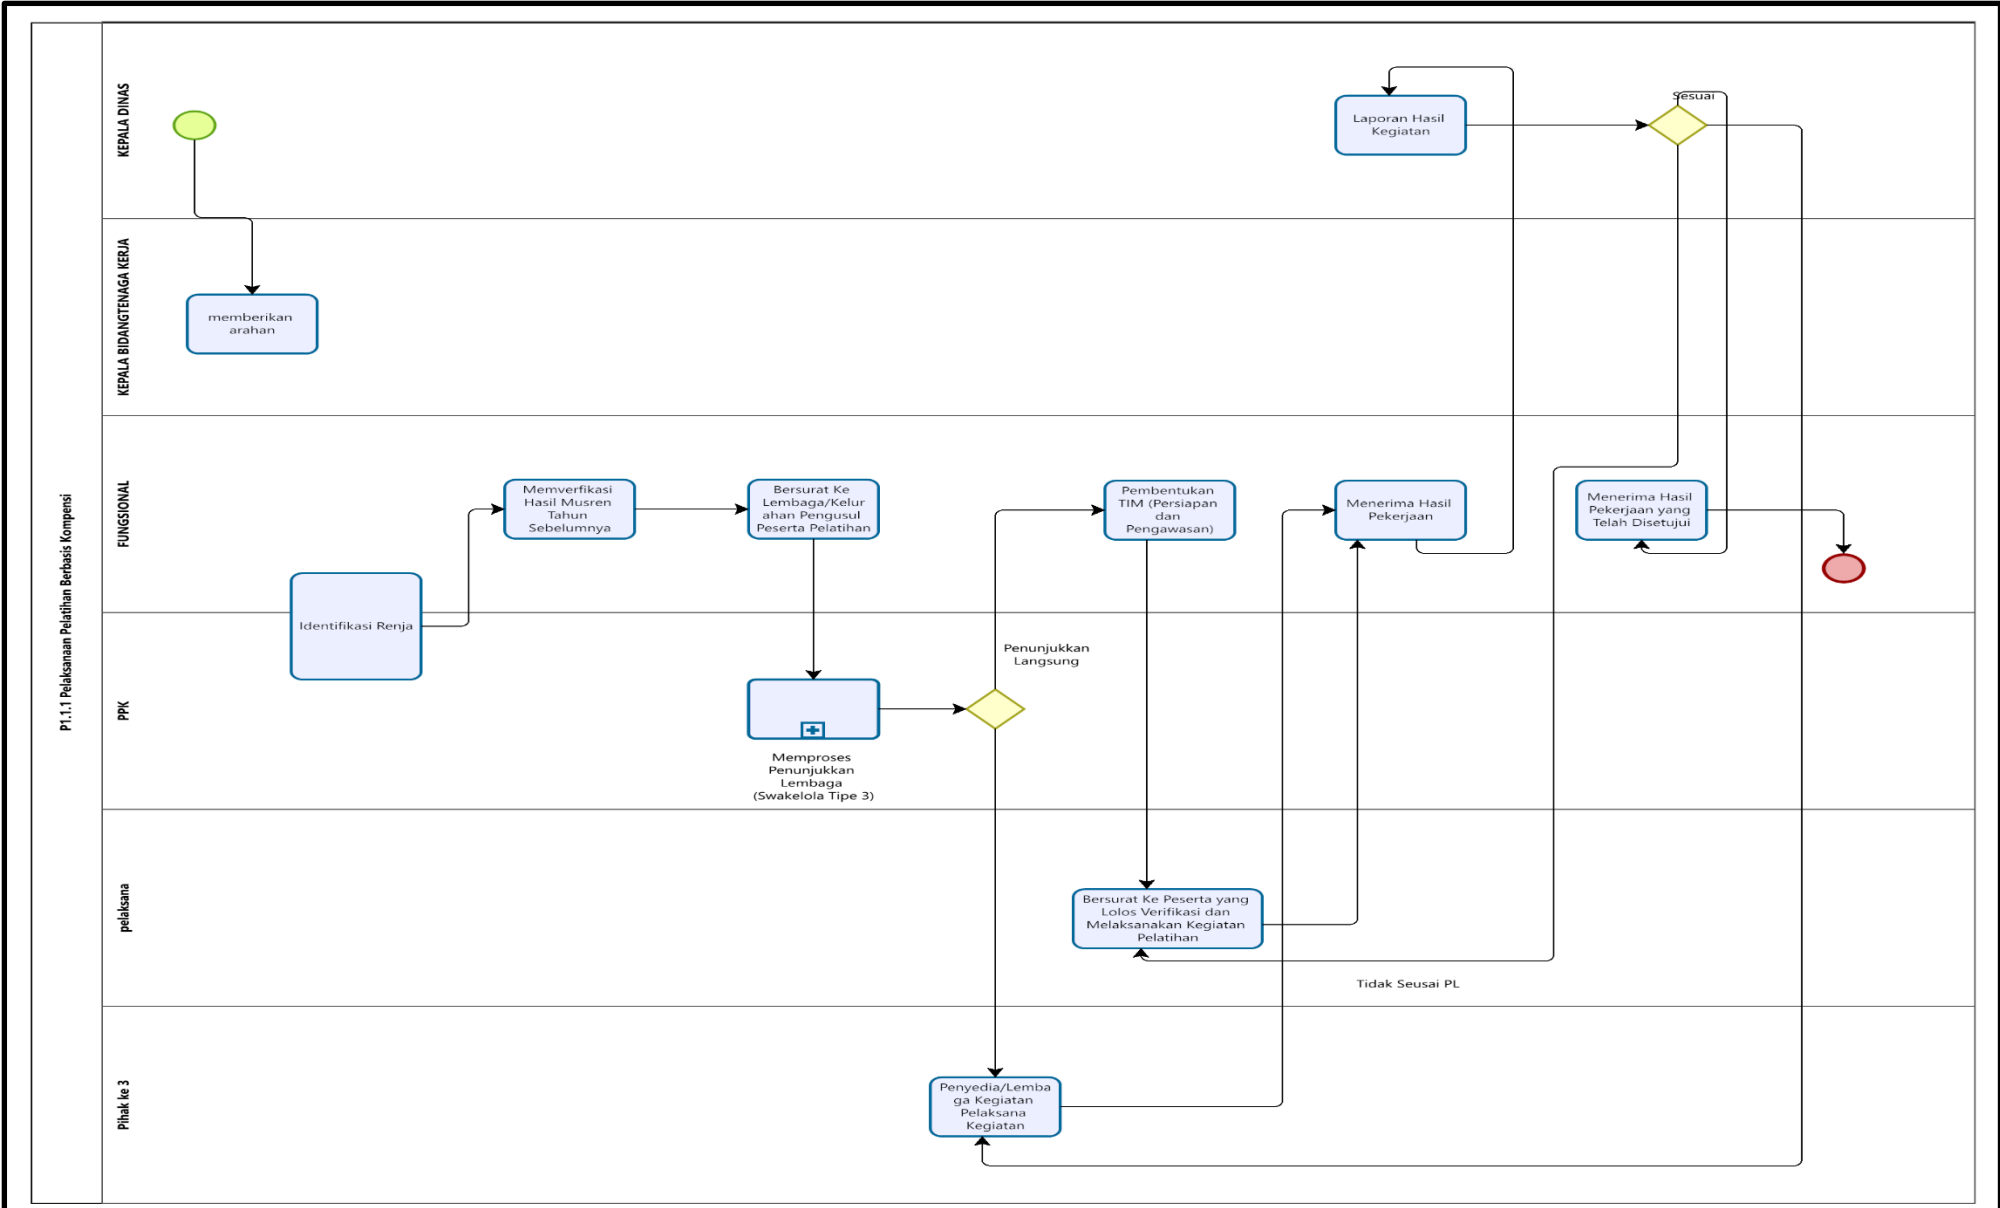 P1.1.1 Pelaksanaan Pelatihan Berbasis Kompensi
KEPALA DINAS
Laporan Hasil
Kegiatan
Sesuai
KEPALA BIDANGTENAGA KERJA
memberikan
arahan
FUNGSIONAL
Memverfikasi
Hasil Musren
Tahun
Sebelumnya
Bersurat Ke
Lembaga/Kelur
ahan Pengusul
Peserta Pelatihan
Pembentukan
TIM (Persiapan
dan
Pengawasan)
Menerima Hasil
Pekerjaan
Menerima Hasil
Pekerjaan yang
Telah Disetujui
Identifikasi Renja
PPK
Penunjukkan
Langsung
Memproses
Penunjukkan
Lembaga
(Swakelola Tipe 3)
pelaksana
Bersurat Ke Peserta yang
Lolos Verifikasi dan
Melaksanakan Kegiatan
Pelatihan
Tidak Seusai PL
Pihak ke 3
Penyedia/Lemba
ga Kegiatan
Pelaksana
Kegiatan